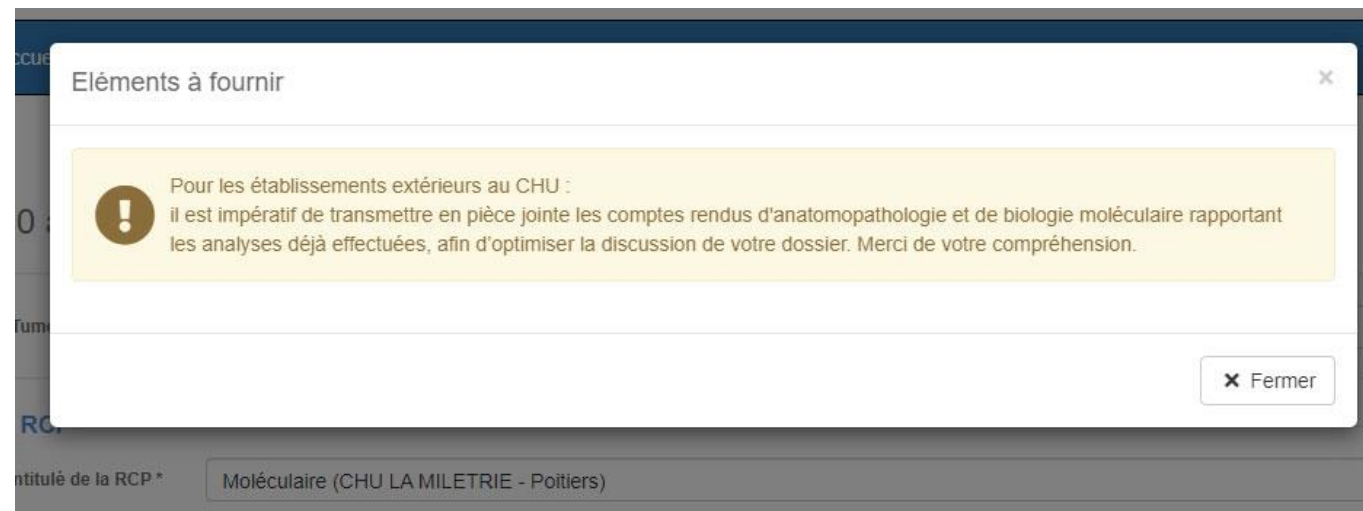 Eléments à fournir
×
Pour les établissements extérieurs au CHU :
il est impératif de transmettre en pièce jointe les comptes rendus d'anatomopathologie et de biologie moléculaire rapportant
les analyses déjà effectuées, afin d’optimiser la discussion de votre dossier. Merci de votre compréhension.
Fermer
de la RCP *
Moléculaire (CHU LA MILETRIE - Poitiers)